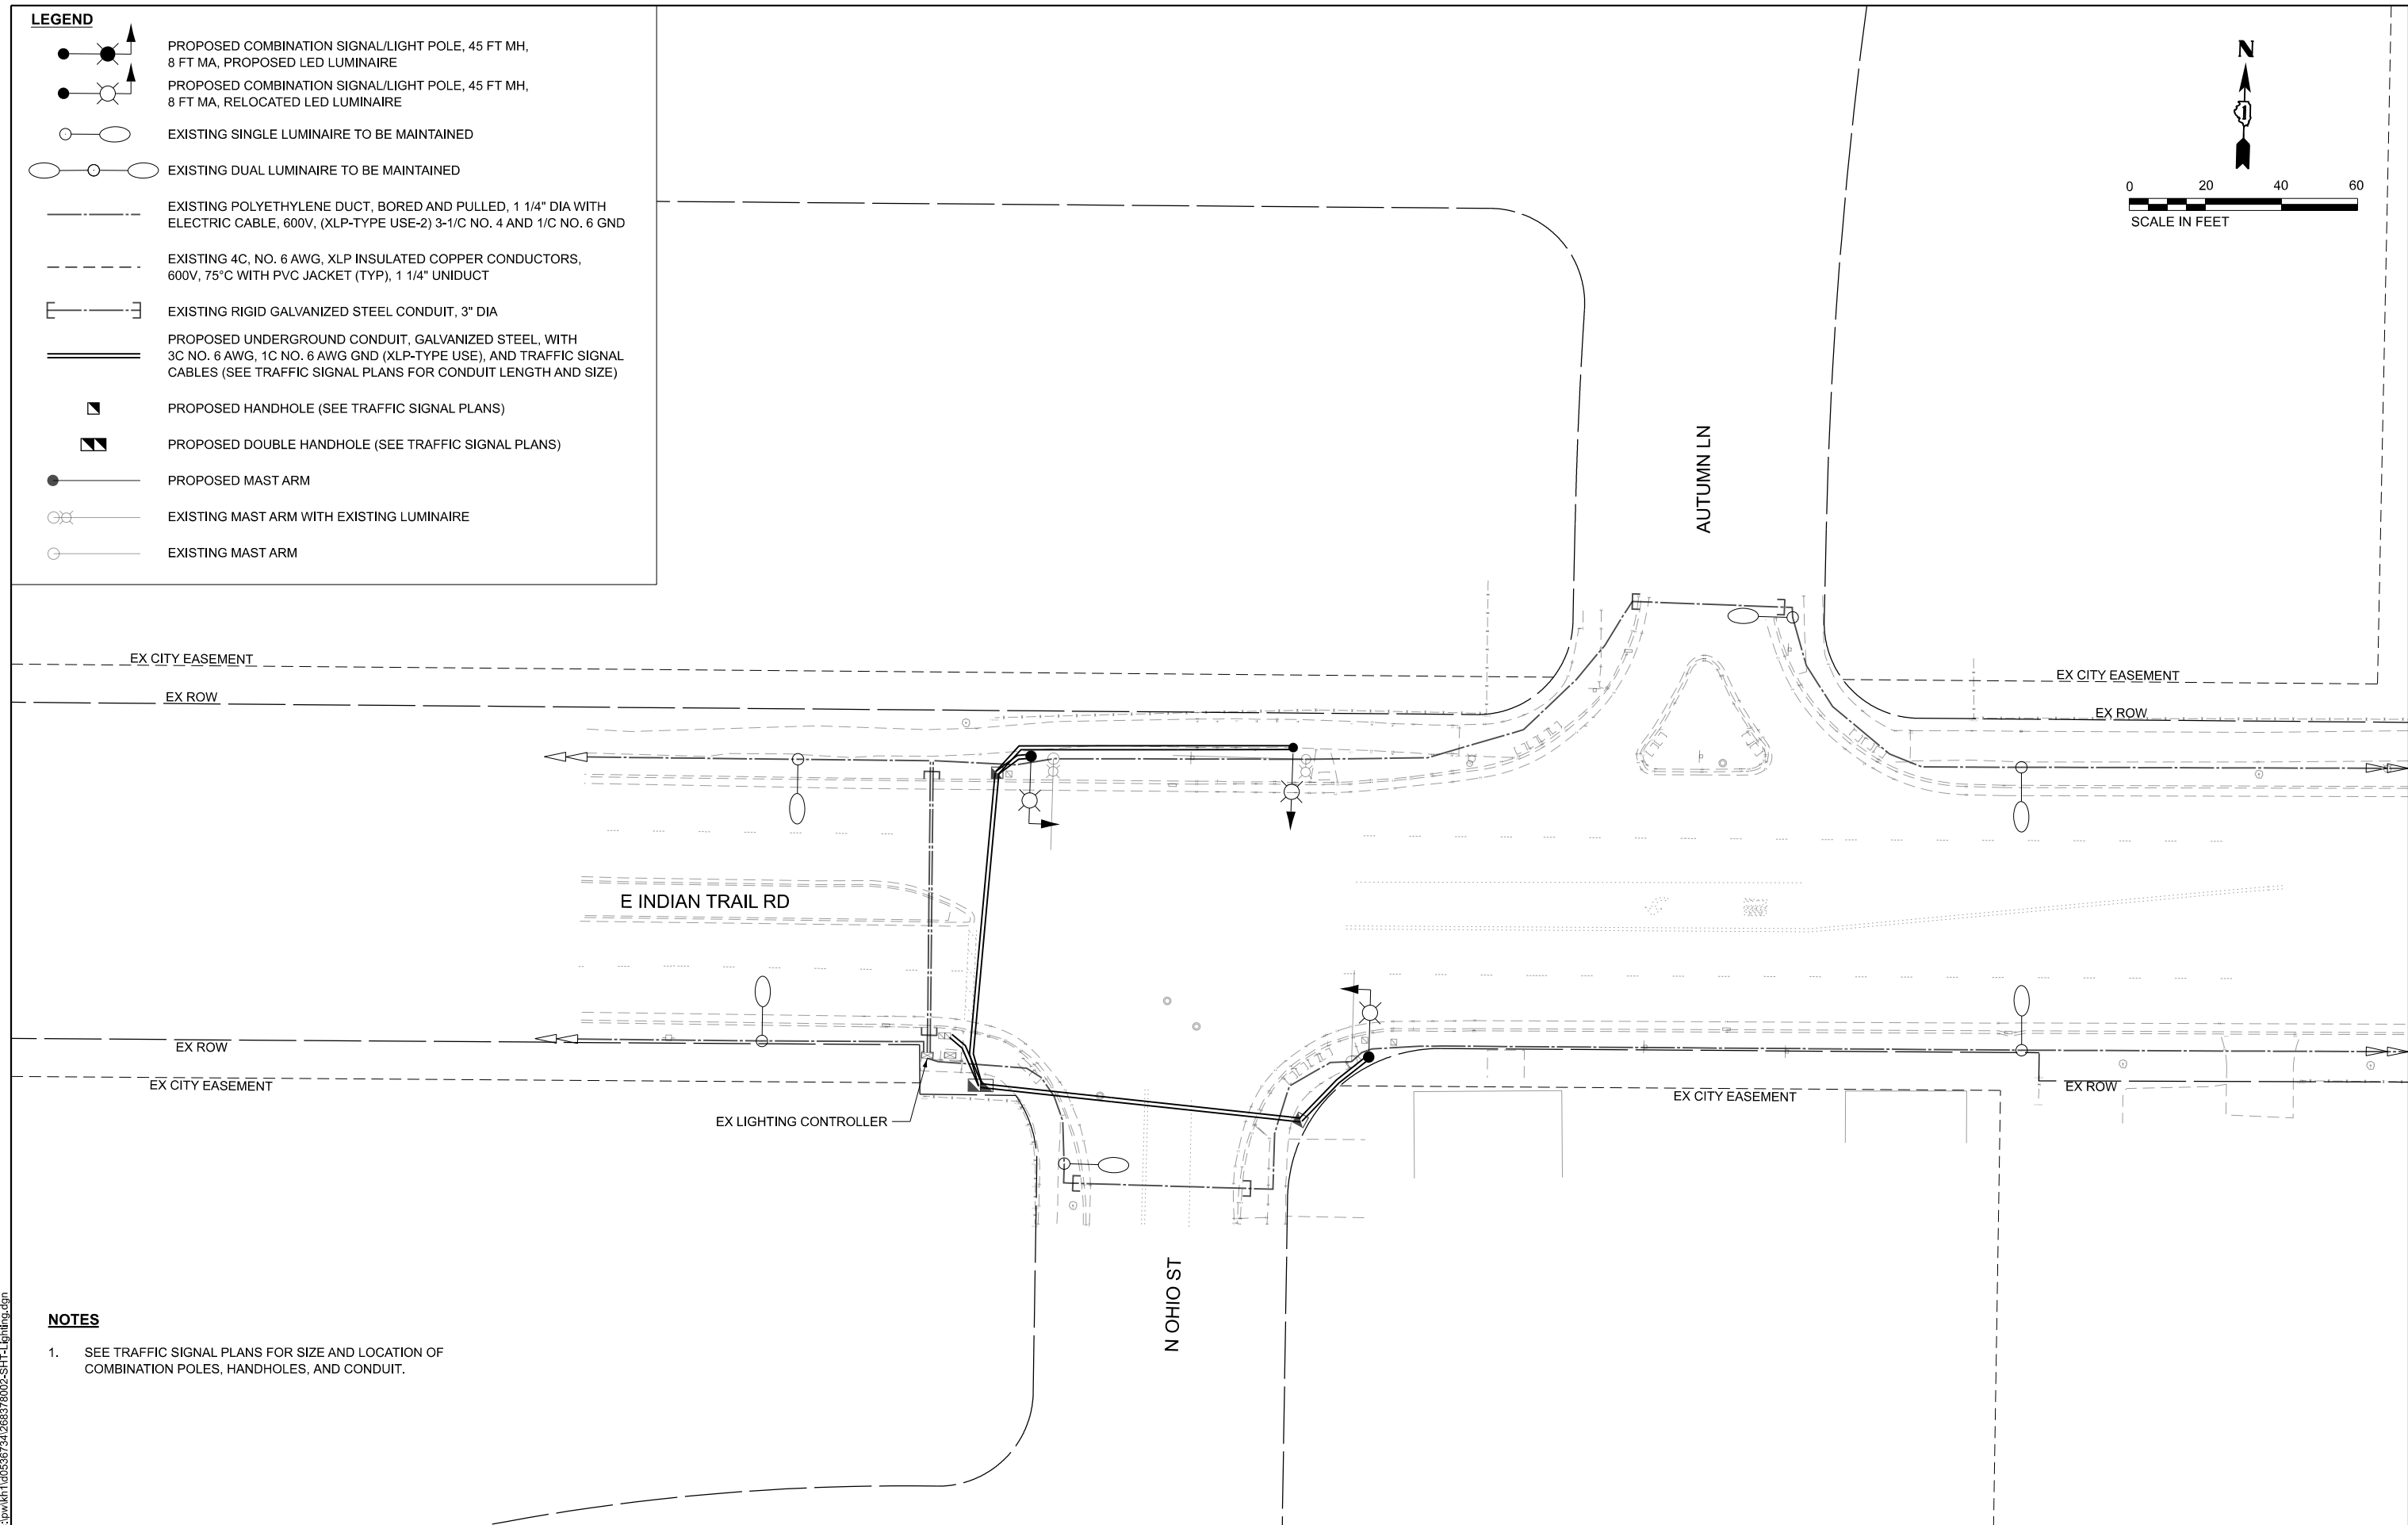 LEGEND
PROPOSED COMBINATION SIGNAL/LIGHT POLE, 45 FT MH,
8 FT MA, PROPOSED LED LUMINAIRE
PROPOSED COMBINATION SIGNAL/LIGHT POLE, 45 FT MH,
8 FT MA, RELOCATED LED LUMINAIRE
EXISTING SINGLE LUMINAIRE TO BE MAINTAINED
EXISTING DUAL LUMINAIRE TO BE MAINTAINED
EXISTING POLYETHYLENE DUCT, BORED AND PULLED, 1 1/4" DIA WITH
ELECTRIC CABLE, 600V, (XLP-TYPE USE-2) 3-1/C NO. 4 AND 1/C NO. 6 GND
EXISTING 4C, NO. 6 AWG, XLP INSULATED COPPER CONDUCTORS,
600V, 75°C WITH PVC JACKET (TYP), 1 1/4" UNIDUCT
EXISTING RIGID GALVANIZED STEEL CONDUIT, 3" DIA
PROPOSED UNDERGROUND CONDUIT, GALVANIZED STEEL, WITH
3C NO. 6 AWG, 1C NO. 6 AWG GND (XLP-TYPE USE), AND TRAFFIC SIGNAL
CABLES (SEE TRAFFIC SIGNAL PLANS FOR CONDUIT LENGTH AND SIZE)
PROPOSED HANDHOLE (SEE TRAFFIC SIGNAL PLANS)
PROPOSED DOUBLE HANDHOLE (SEE TRAFFIC SIGNAL PLANS)
PROPOSED MAST ARM
EXISTING MAST ARM WITH EXISTING LUMINAIRE
EXISTING MAST ARM
N
1
0 20 40 60
SCALE IN FEET
AUTUMN LN
EX CITY EASEMENT
EX ROW
EX CITY EASEMENT
EX ROW
E INDIAN TRAIL RD
EX ROW
EX CITY EASEMENT
EX LIGHTING CONTROLLER
EX CITY EASEMENT
EX ROW
N OHIO ST
NOTES
1. SEE TRAFFIC SIGNAL PLANS FOR SIZE AND LOCATION OF
COMBINATION POLES, HANDHOLES, AND CONDUIT.